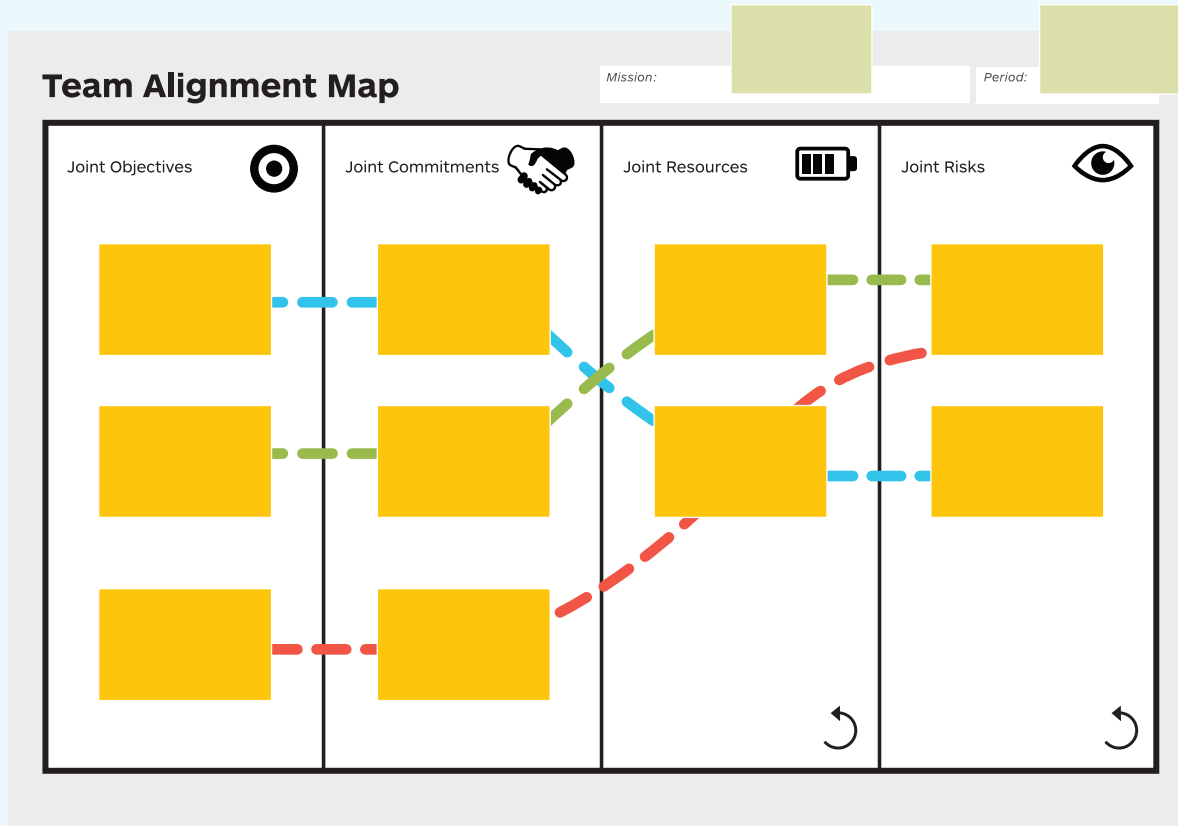 Team Alignment Map
Mission:
Period:
Joint Objectives
Joint Commitments
Joint Resources
Joint Risks